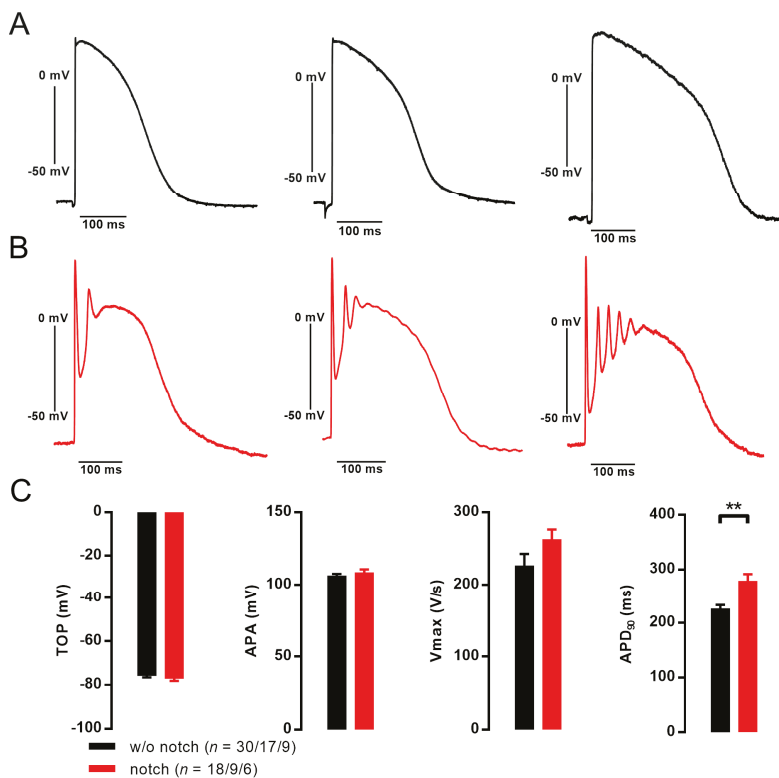 A
0 mV
-50 mV
100 ms
0 mV
-50 mV
100 ms
0 mV
-50 mV
100 ms
B
0 mV
-50 mV
100 ms
0 mV
-50 mV
100 ms
0 mV
-50 mV
100 ms
C
TOP (mV)
0
-20
-40
-60
-80
-100
APA (mV)
150
100
50
0
Vmax (V/s)
300
200
100
0
APD90 (ms)
400
300
200
100
0
**
w/o notch (n = 30/17/9)
notch (n = 18/9/6)